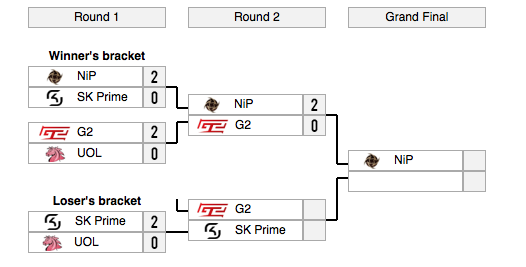 Round 1 Round 2 Grand Final
Winner's bracket
NiP 2
SK Prime 0
G2 2
UOL 0
NiP 2
G2 0
NiP
Loser's bracket
SK Prime 2
UOL 0
G2
SK Prime